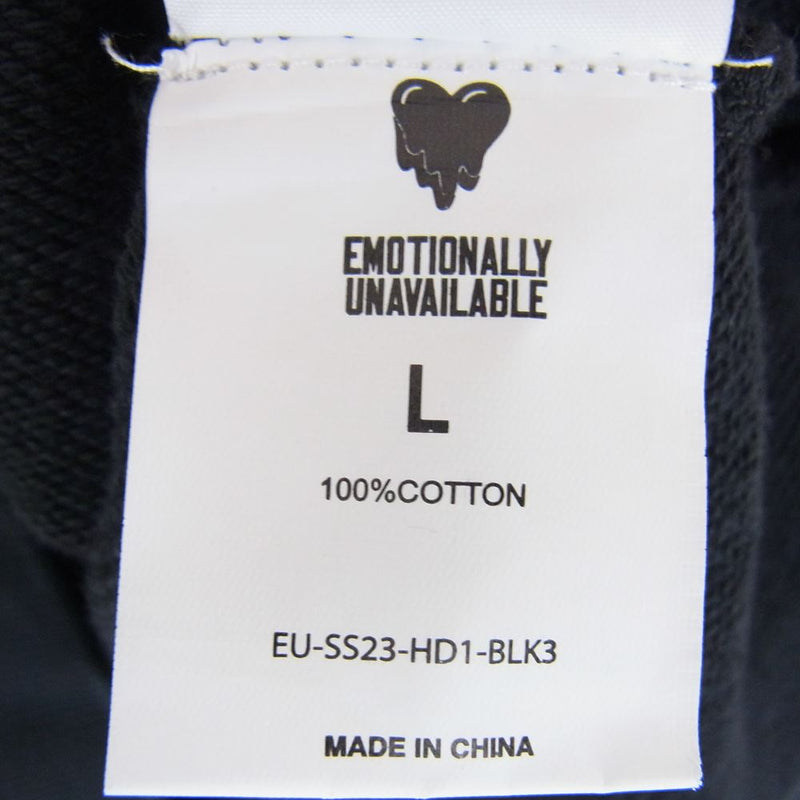 EMOTIONALLY
UNAVAILABLE
L
100%COTTON
EU-SS23-HD1-BLK3
MADE IN CHINA